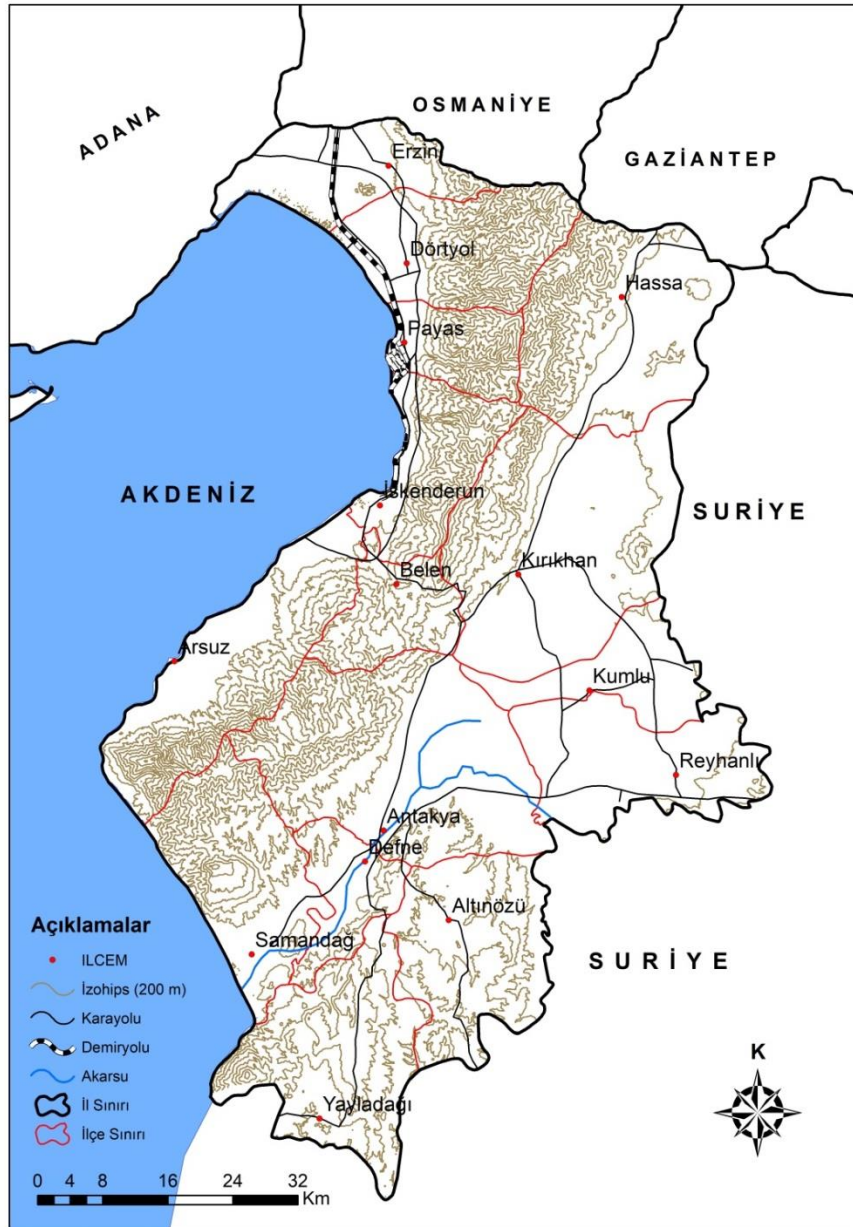 OSMANİYE
ADANA
GAZİANTEP
Erzin
Dörtyol
Hassa
Payas
AKDENİZ
İskenderun
SURİYE
Kırıkhan
Belen
Arsuz
Kumlu
Reyhanlı
Antakya
Defne
Altınözü
Samandağ
SURİYE
Yayladağı
Açıklamalar
ILCEM
İzohips (200 m)
Karayolu
Demiryolu
Akarsu
İl Sınırı
İlçe Sınırı
0 4 8 16 24 32
Km
K